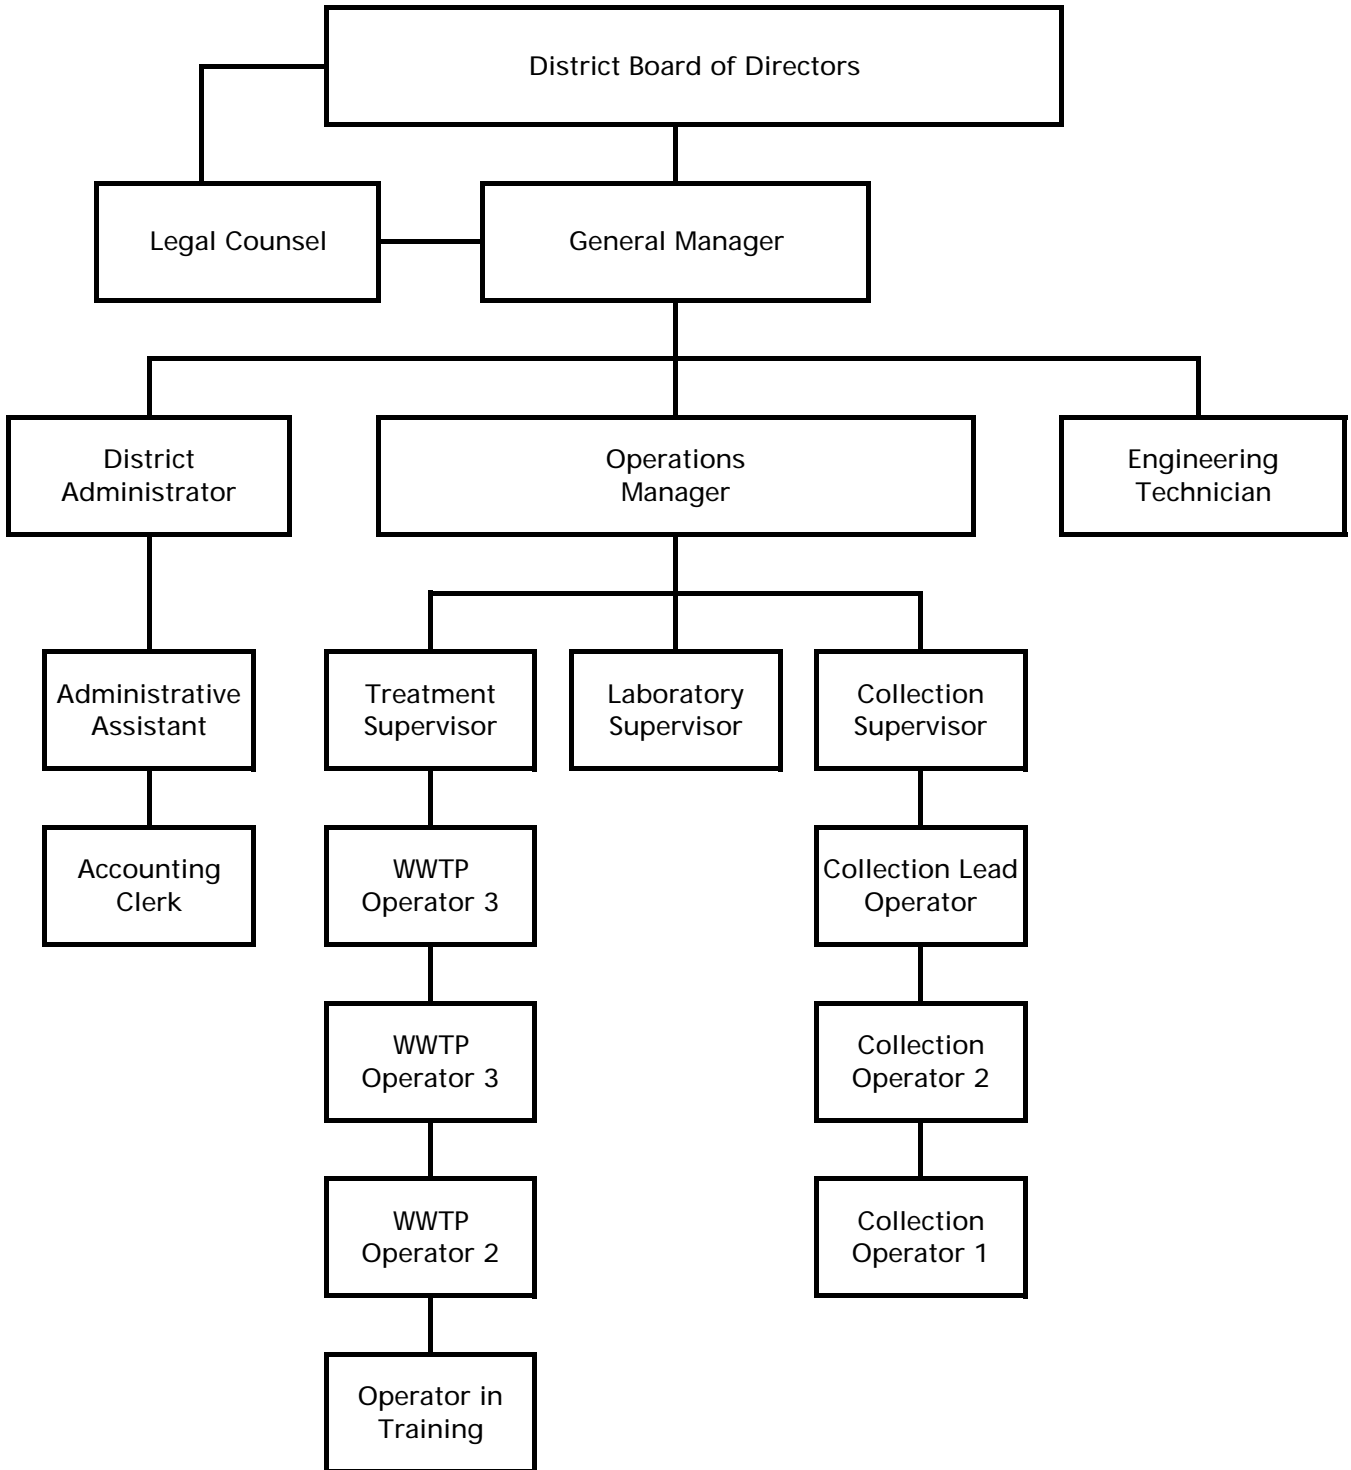 District Board of Directors
Legal Counsel
General Manager
District
Administrator
Operations
Manager
Engineering
Technician
Administrative
Assistant
Treatment
Supervisor
Laboratory
Supervisor
Collection
Supervisor
Accounting
Clerk
WWTP
Operator 3
Collection Lead
Operator
WWTP
Operator 3
Collection
Operator 2
WWTP
Operator 2
Collection
Operator 1
Operator in
Training